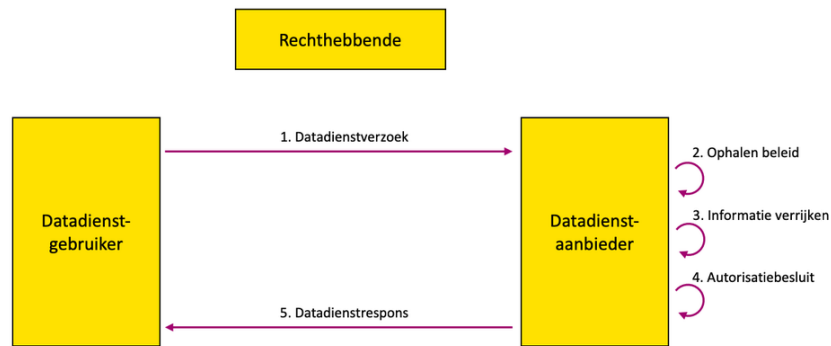 Rechthebbende
1. Datadienstverzoek
2. Ophalen beleid
Datadienst-
gebruiker
Datadienst-
aanbieder
3. Informatie verrijken
4. Autorisatiebesluit
5. Datadienstrespons